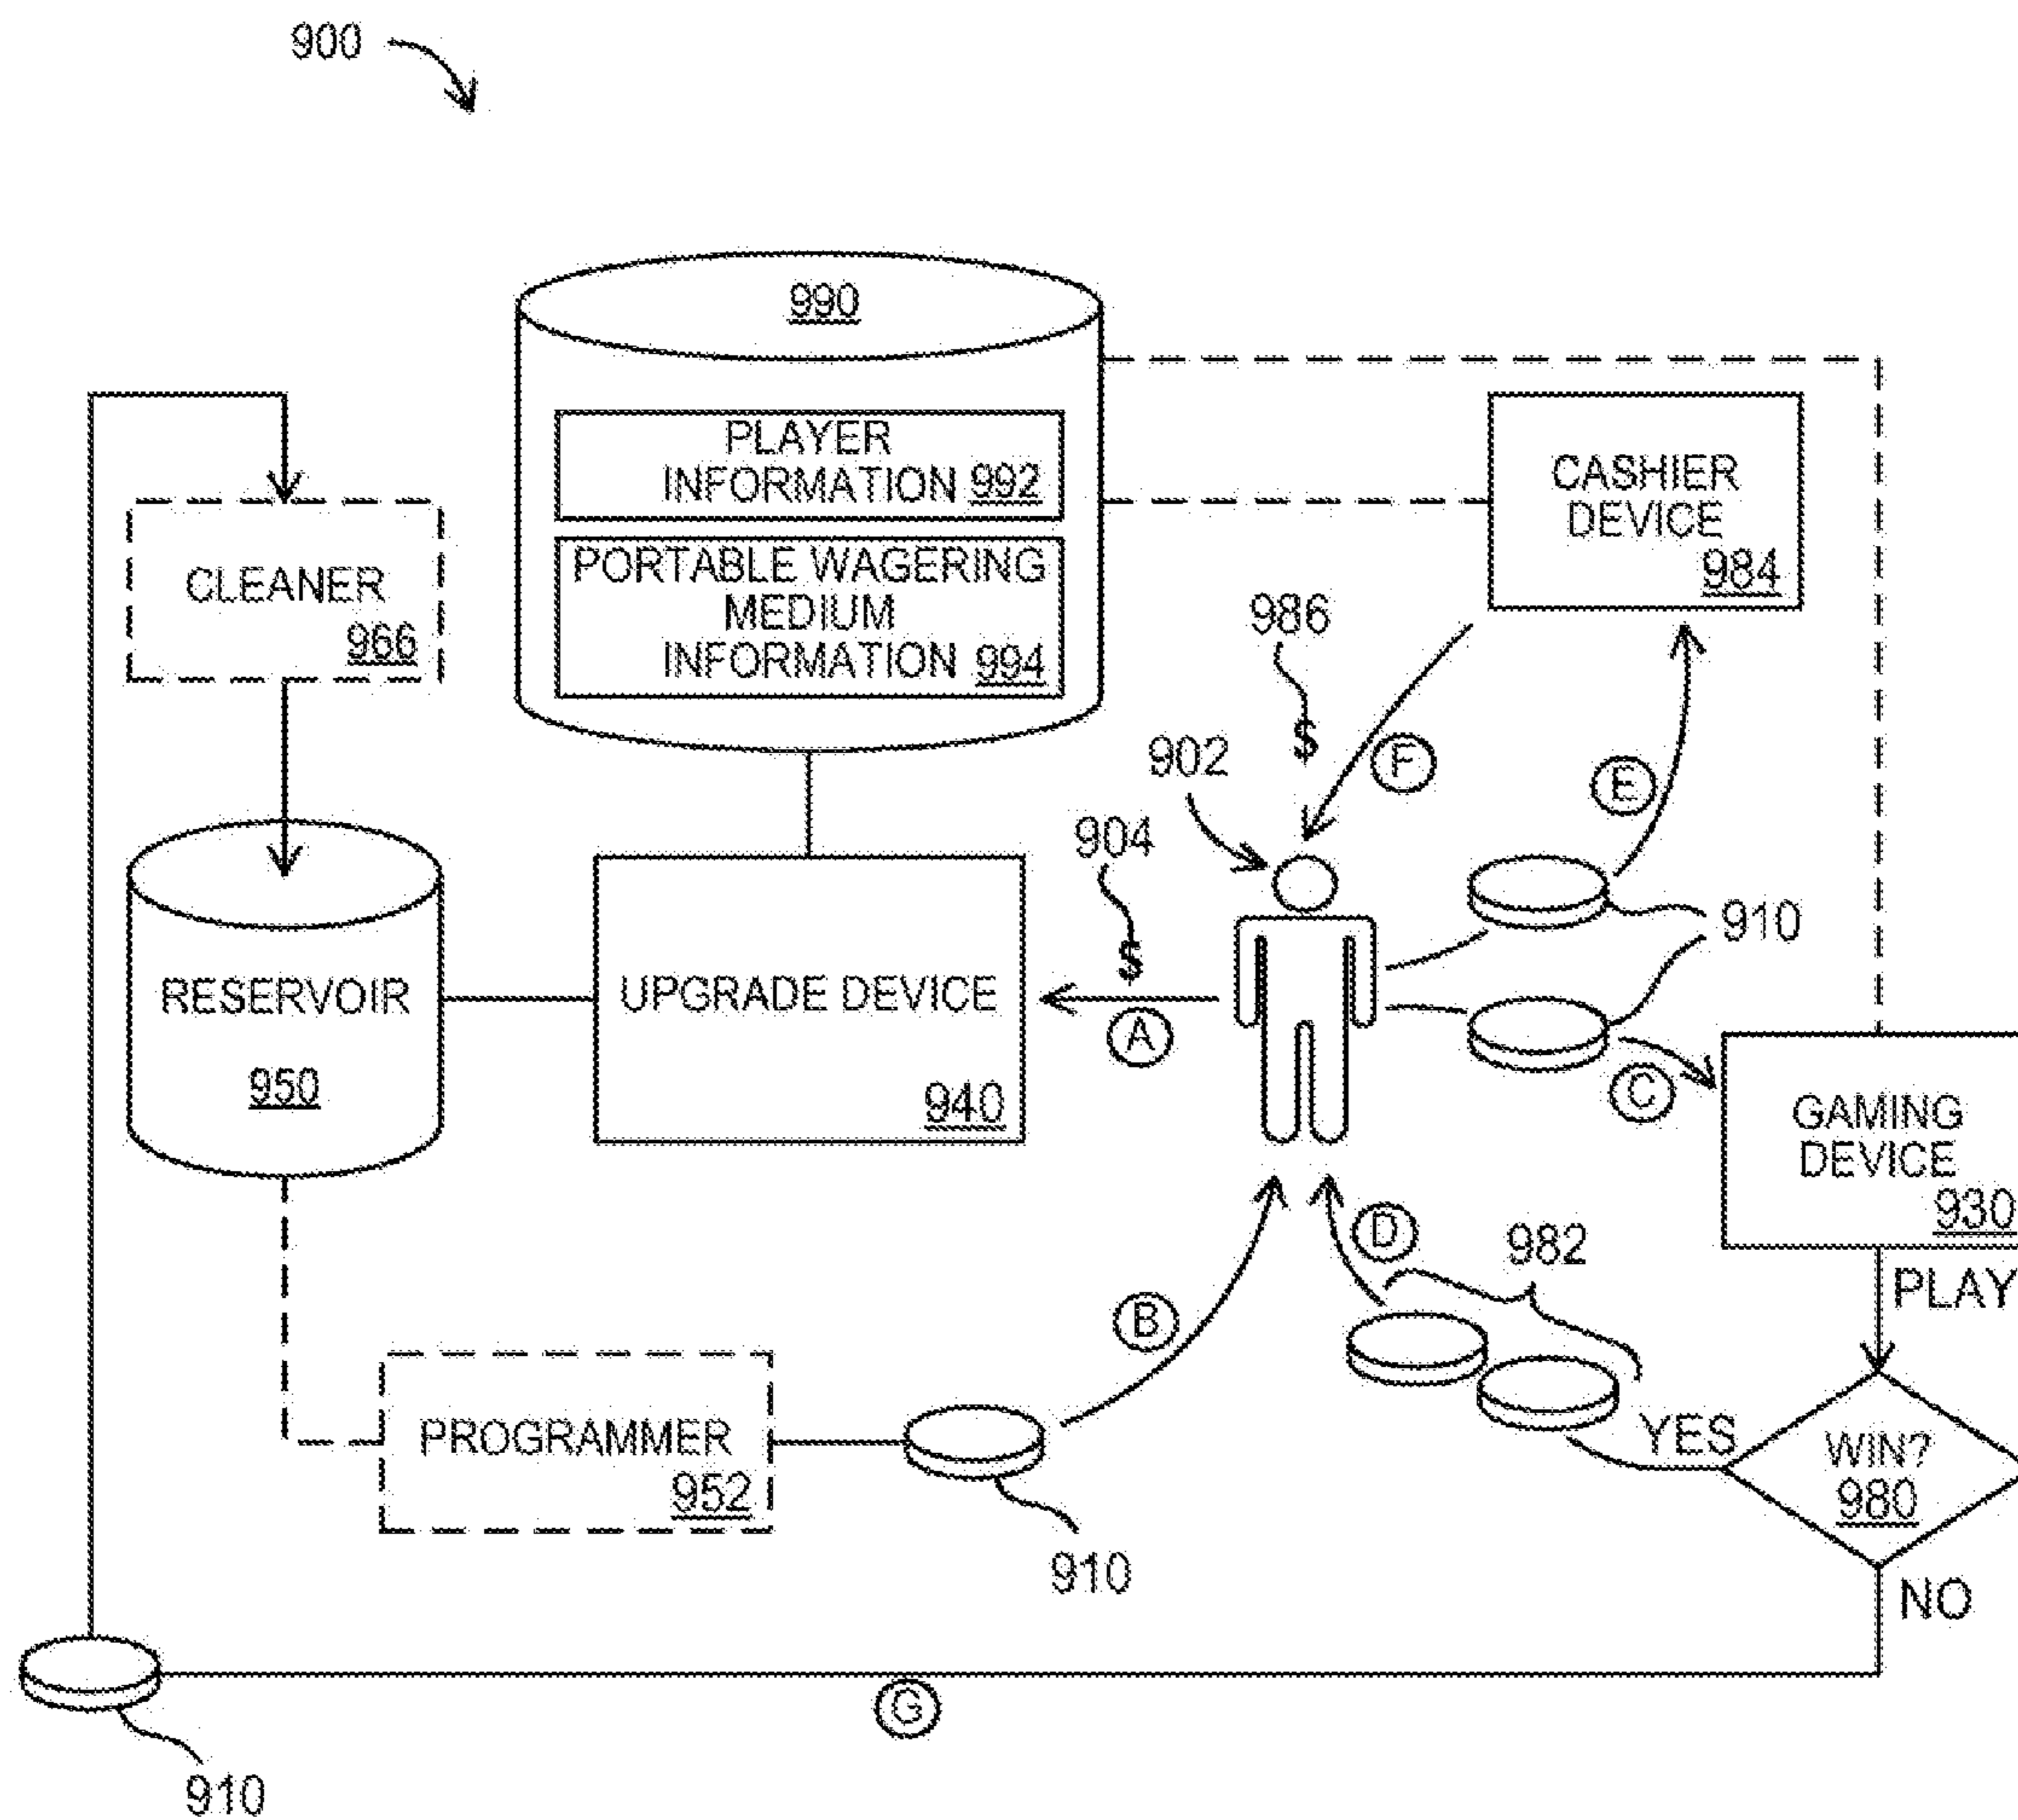 900
990
PLAYER
INFORMATION 992
PORTABLE WAGERING
MEDIUM
INFORMATION 994
CASHIER
DEVICE
984
CLEANER
966
986
$
902
F
E
904
$
A
910
RESERVOIR
950
UPGRADE DEVICE
940
C
GAMING
DEVICE
930
PLAY
D
982
B
PROGRAMMER
952
910
YES
WIN?
980
NO
G
910